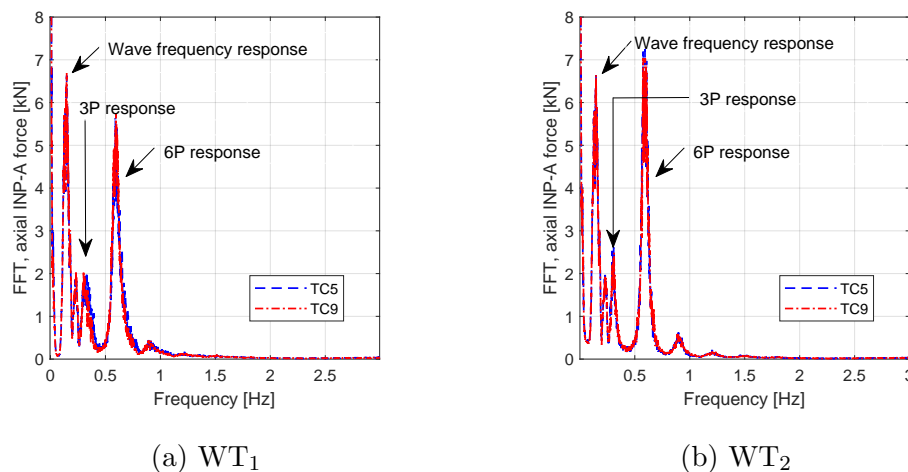 8
7
6
5
4
3
2
1
0
FFT, axial INP-A force [kN]
Wave frequency response
3P response
6P response
TC5
TC9
0 0.5 1 1.5 2 2.5
Frequency [Hz]
(a) WT₁
8
7
6
5
4
3
2
1
0
FFT, axial INP-A force [kN]
Wave frequency response
3P response
6P response
TC5
TC9
0.5 1 1.5 2 2.5 3
Frequency [Hz]
(b) WT₂